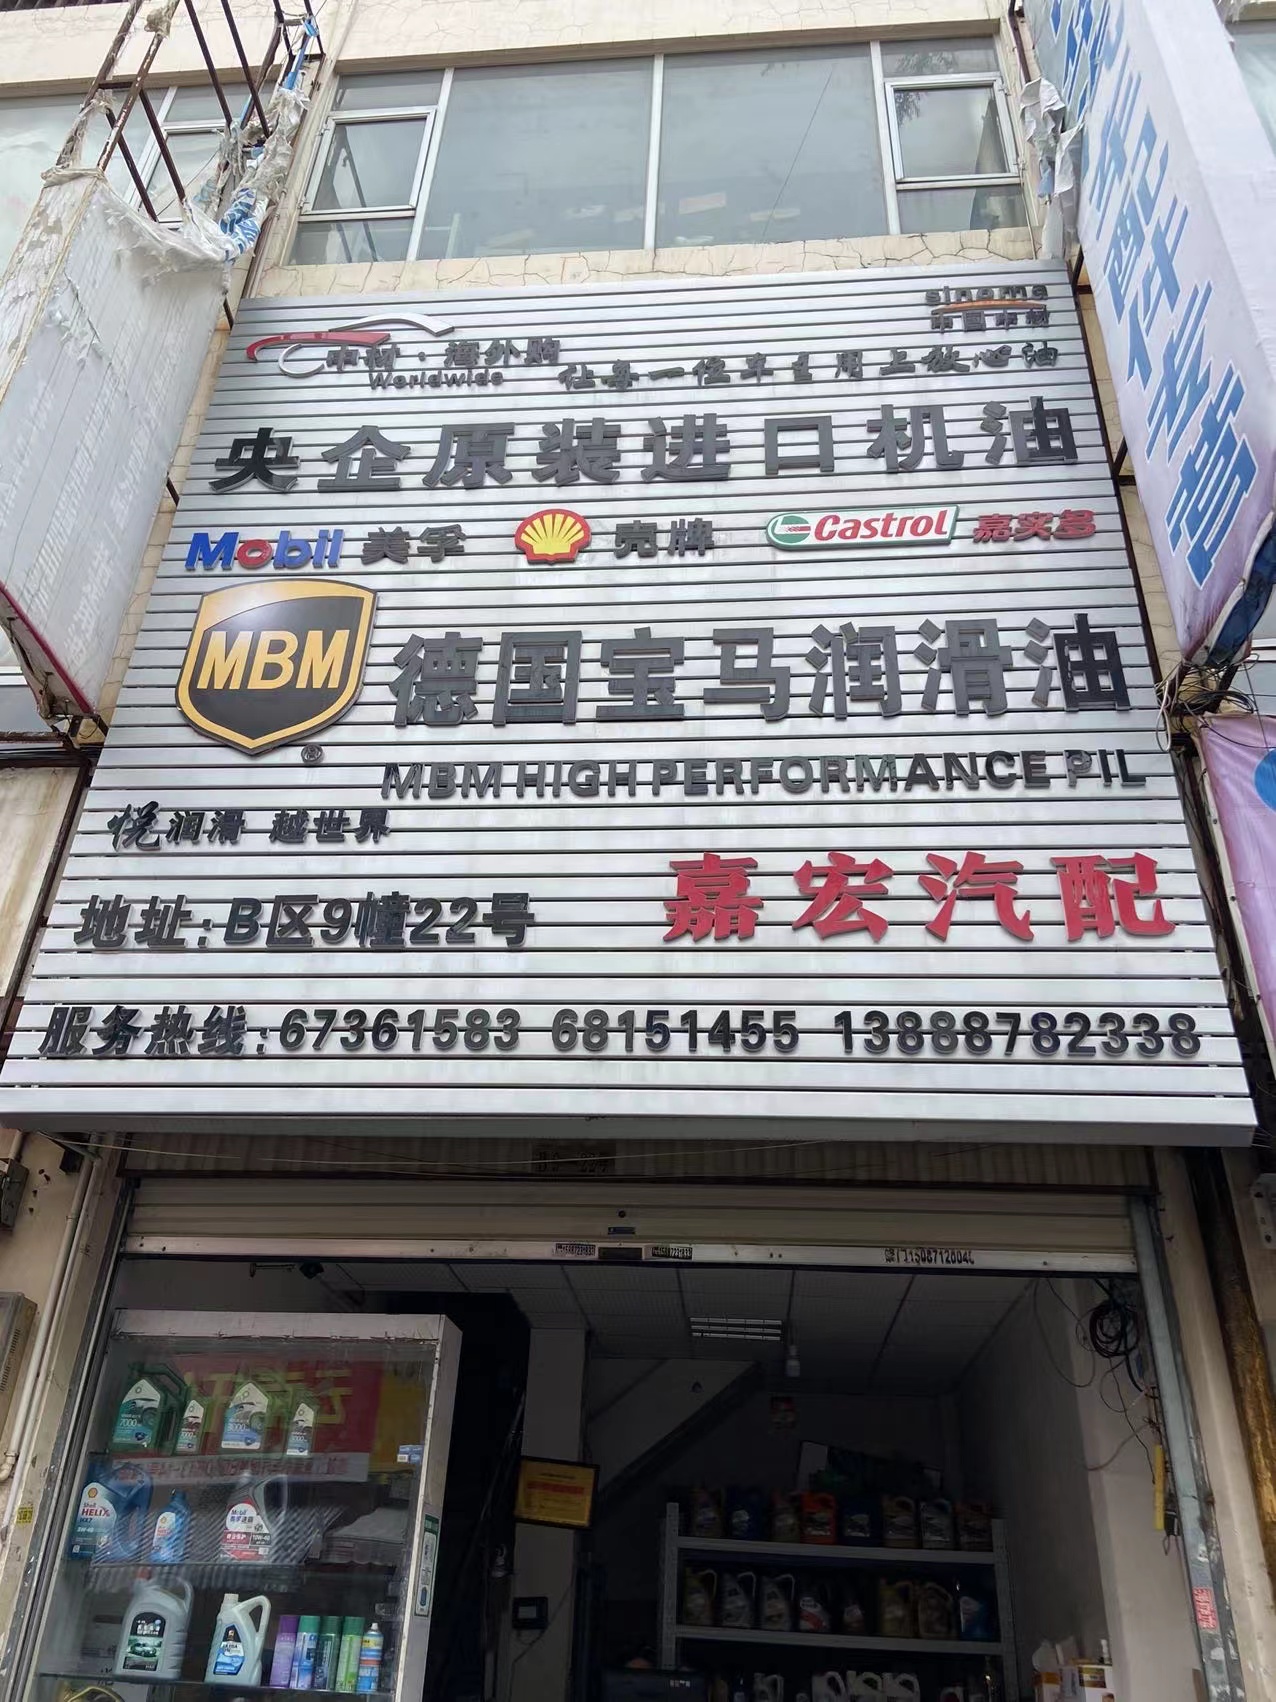 sinoma
中国中材
中材·海外购
Worldwide
让每一位车主用上放心油
央企原装进口机油
Mobil 美孚 壳牌 Castrol 嘉实多
MBM 德国宝马润滑油
MBM HIGH PERFORMANCE PIL
悦润滑 越世界
嘉宏汽配
地址:B区9幢22号
服务热线:67361583 68151455 13888782338
Shell
HELIX
HX7
Mobil